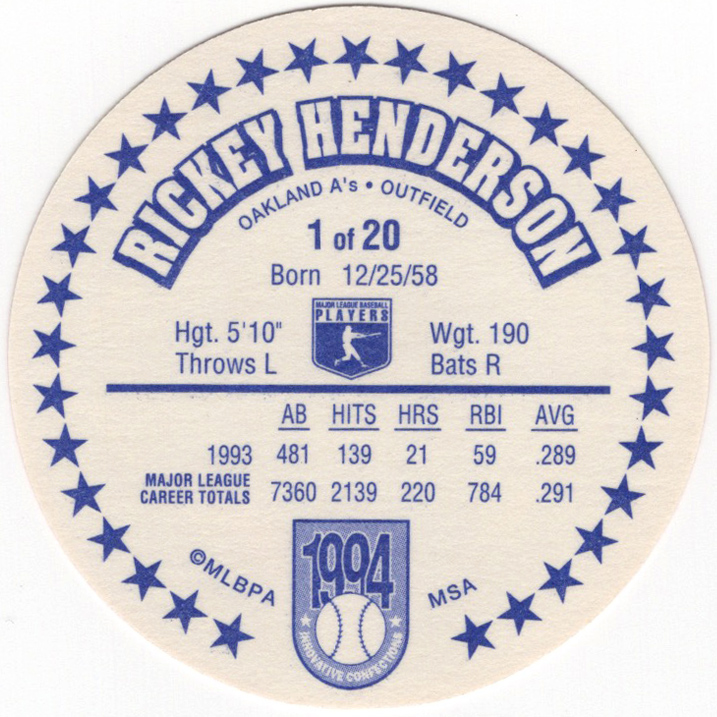 RICKEY HENDERSON
OAKLAND A's • OUTFIELD
1 of 20
Born 12/25/58
MAJOR LEAGUE BASEBALL
PLAYERS
Hgt. 5'10" Wgt. 190
Throws L Bats R
AB HITS HRS RBI AVG
1993 481 139 21 59 .289
MAJOR LEAGUE
CAREER TOTALS 7360 2139 220 784 .291
©MLBPA
1994
INNOVATIVE CONFECTIONS
MSA